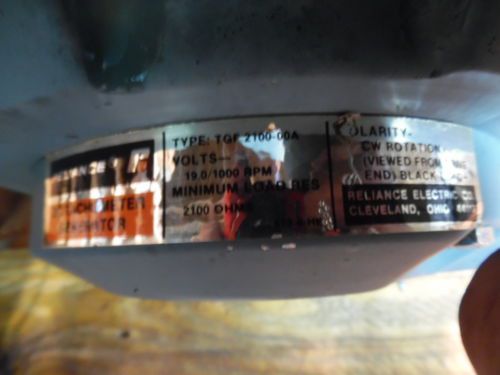 RELIANCE
TACHOMETER
GENERATOR
TYPE: TGF 2100-00A
VOLTS—
19.0/1000 RPM
MINIMUM LOAD RES
2100 OHMS
POLARITY-
CW ROTATION
(VIEWED FROM
END) BLACK
RELIANCE ELECTRIC CO.
CLEVELAND, OHIO